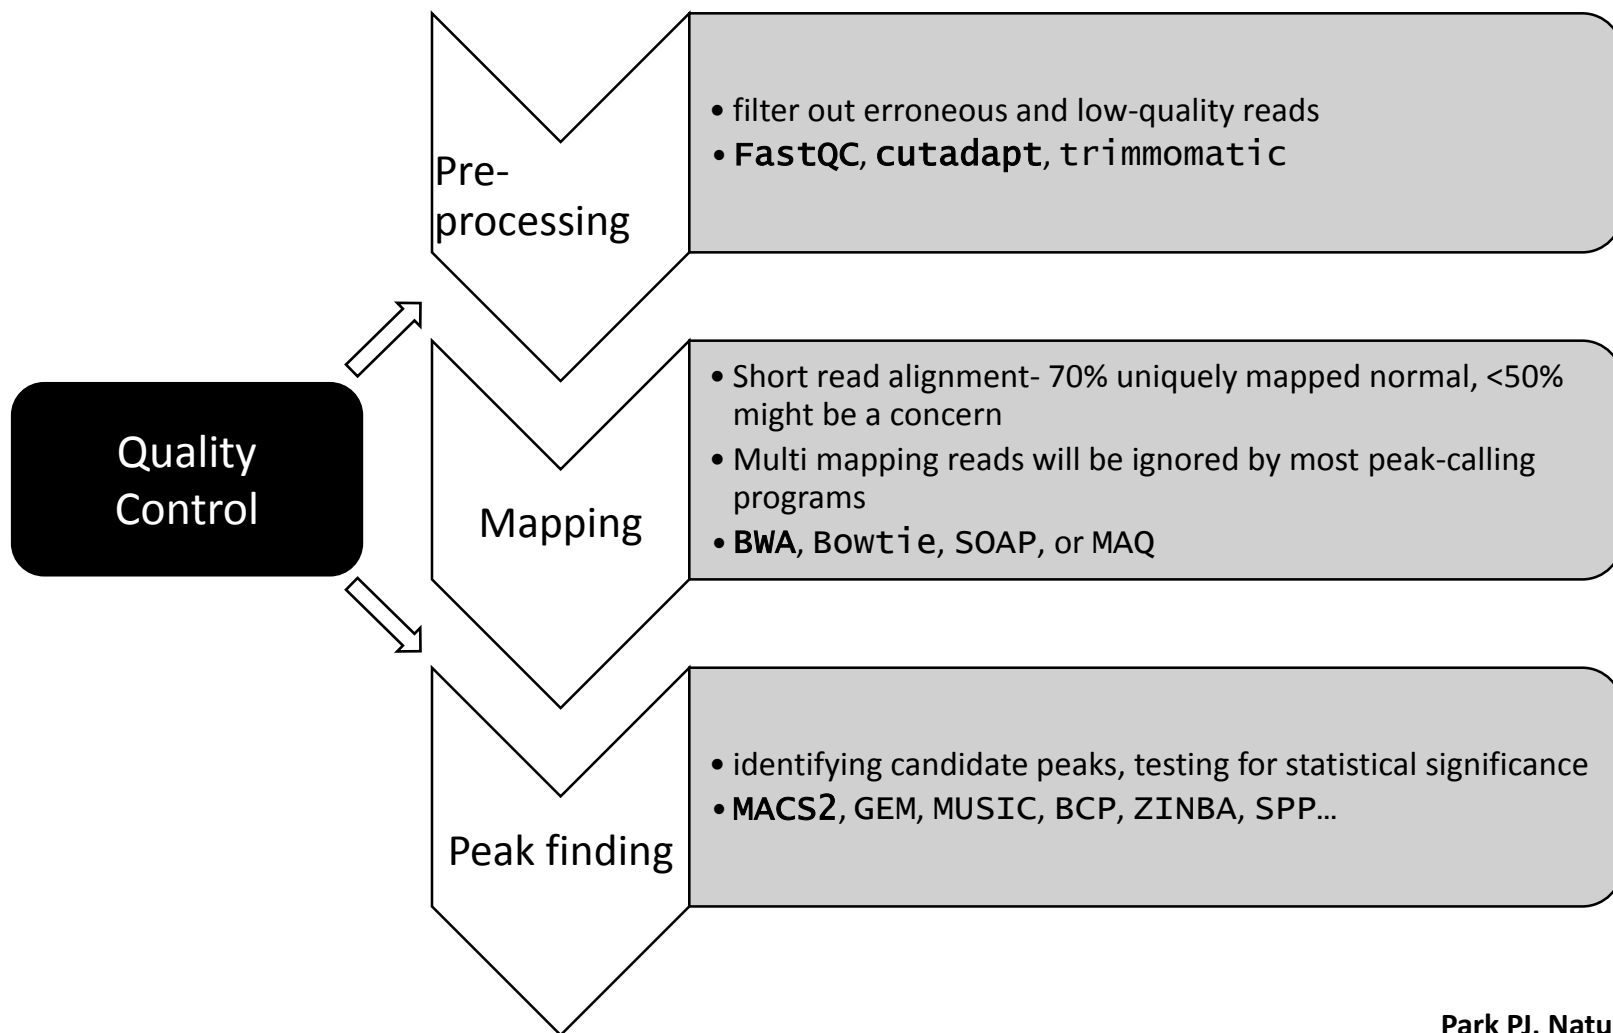 Pre-
processing
• filter out erroneous and low-quality reads
• FastQC, cutadapt, trimmomatic
Quality
Control
Mapping
• Short read alignment- 70% uniquely mapped normal, <50%
might be a concern
• Multi mapping reads will be ignored by most peak-calling
programs
• BWA, Bowtie, SOAP, or MAQ
Peak finding
• identifying candidate peaks, testing for statistical significance
• MACS2, GEM, MUSIC, BCP, ZINBA, SPP…
Park PJ. Natu